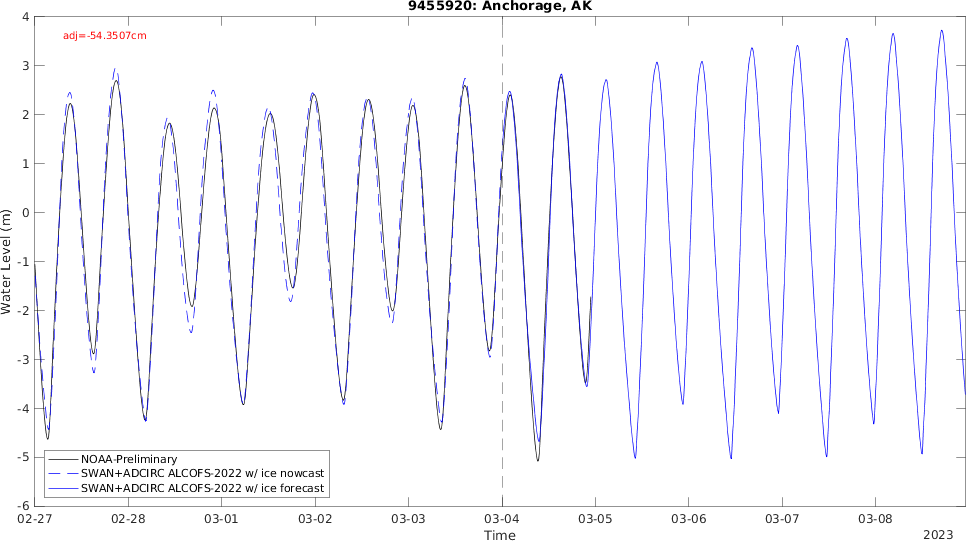 9455920: Anchorage, AK
adj=-54.3507cm
4
3
2
1
0
-1
-2
-3
-4
-5
-6
Water Level (m)
NOAA-Preliminary
SWAN+ADCIRC ALCOFS-2022 w/ ice nowcast
SWAN+ADCIRC ALCOFS-2022 w/ ice forecast
02-27 02-28 03-01 03-02 03-03 03-04 03-05 03-06 03-07 03-08
Time
2023